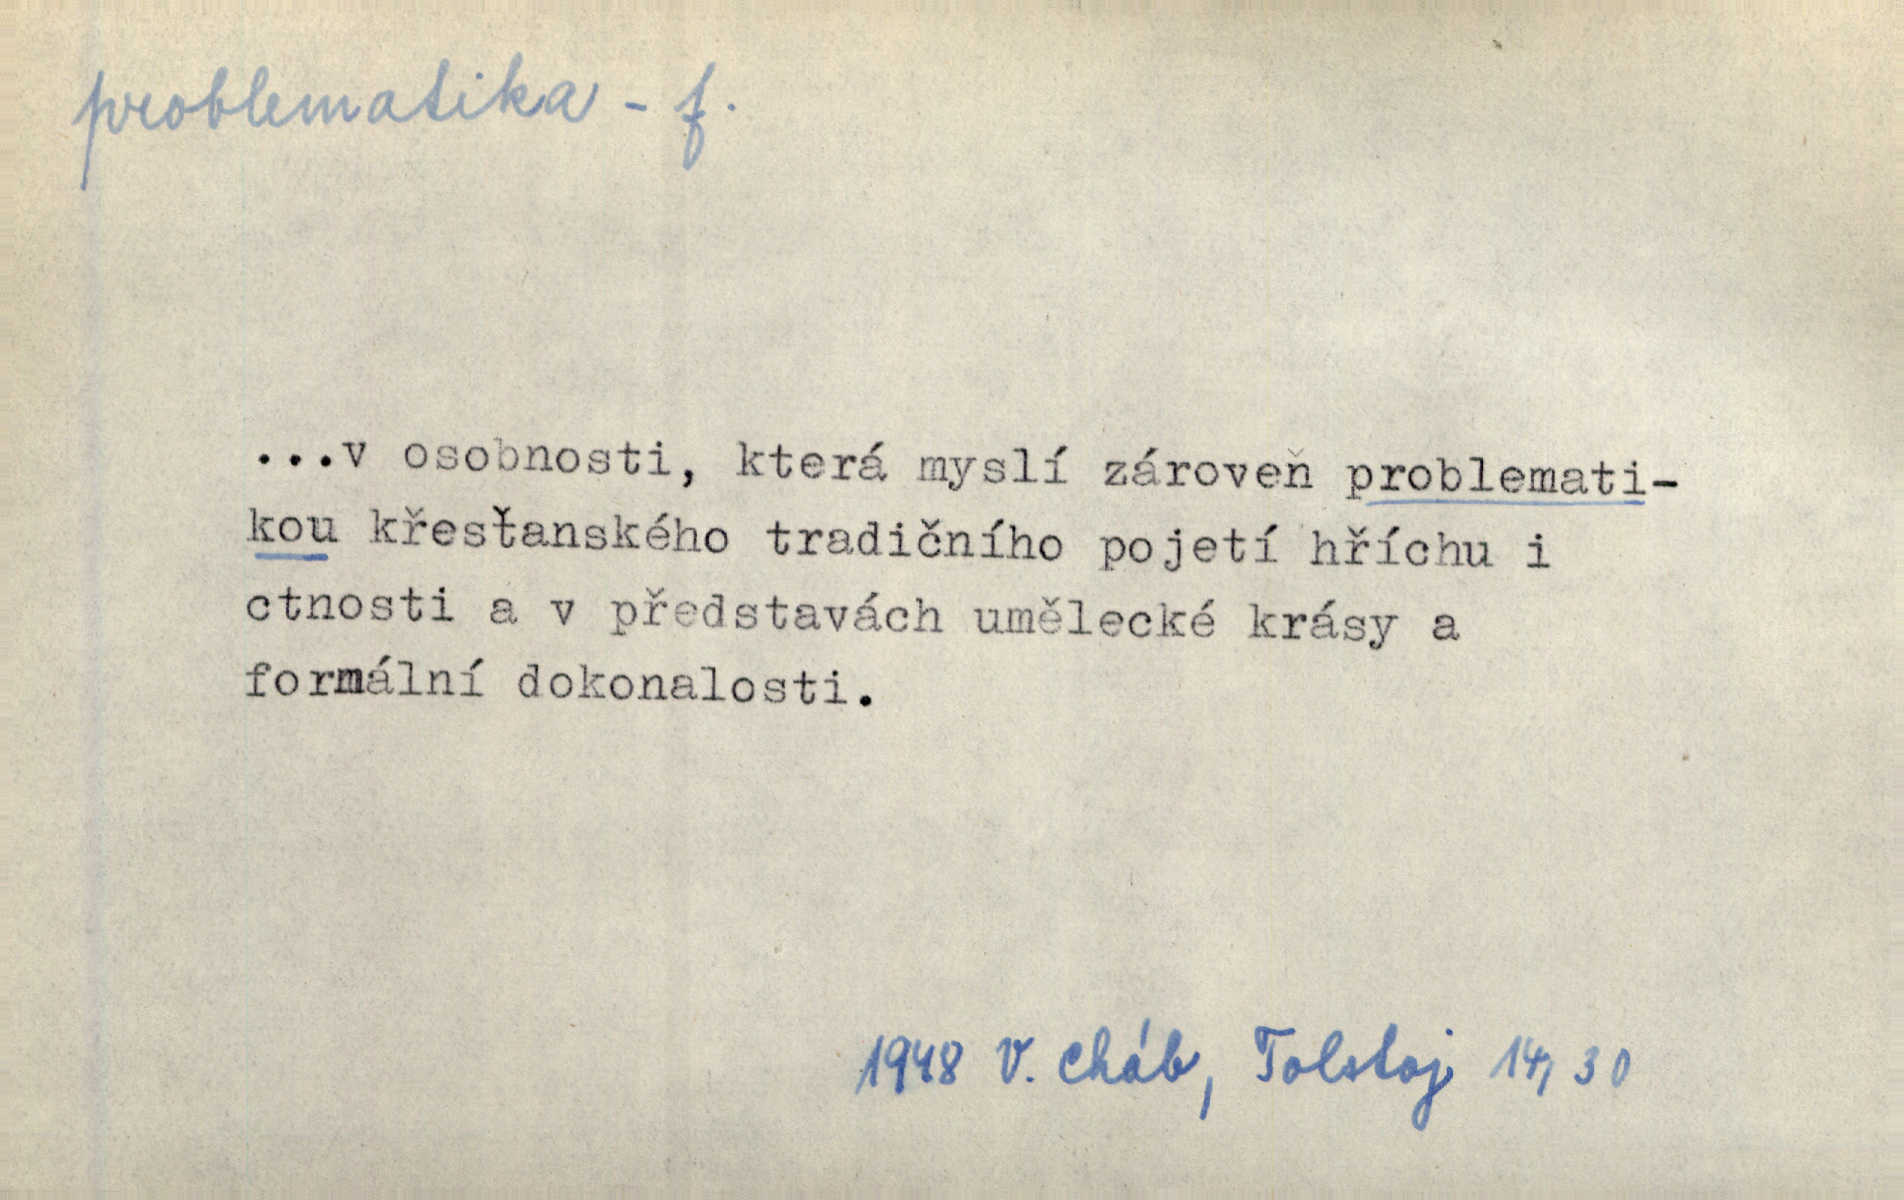 problematika - f.
...v osobnosti, která myslí zároveň problemati-
kou křesťanského tradičního pojetí hříchu i
ctnosti a v představách umělecké krásy a
formální dokonalosti.
1948 V. Cháb, Tolstoj 14, 30